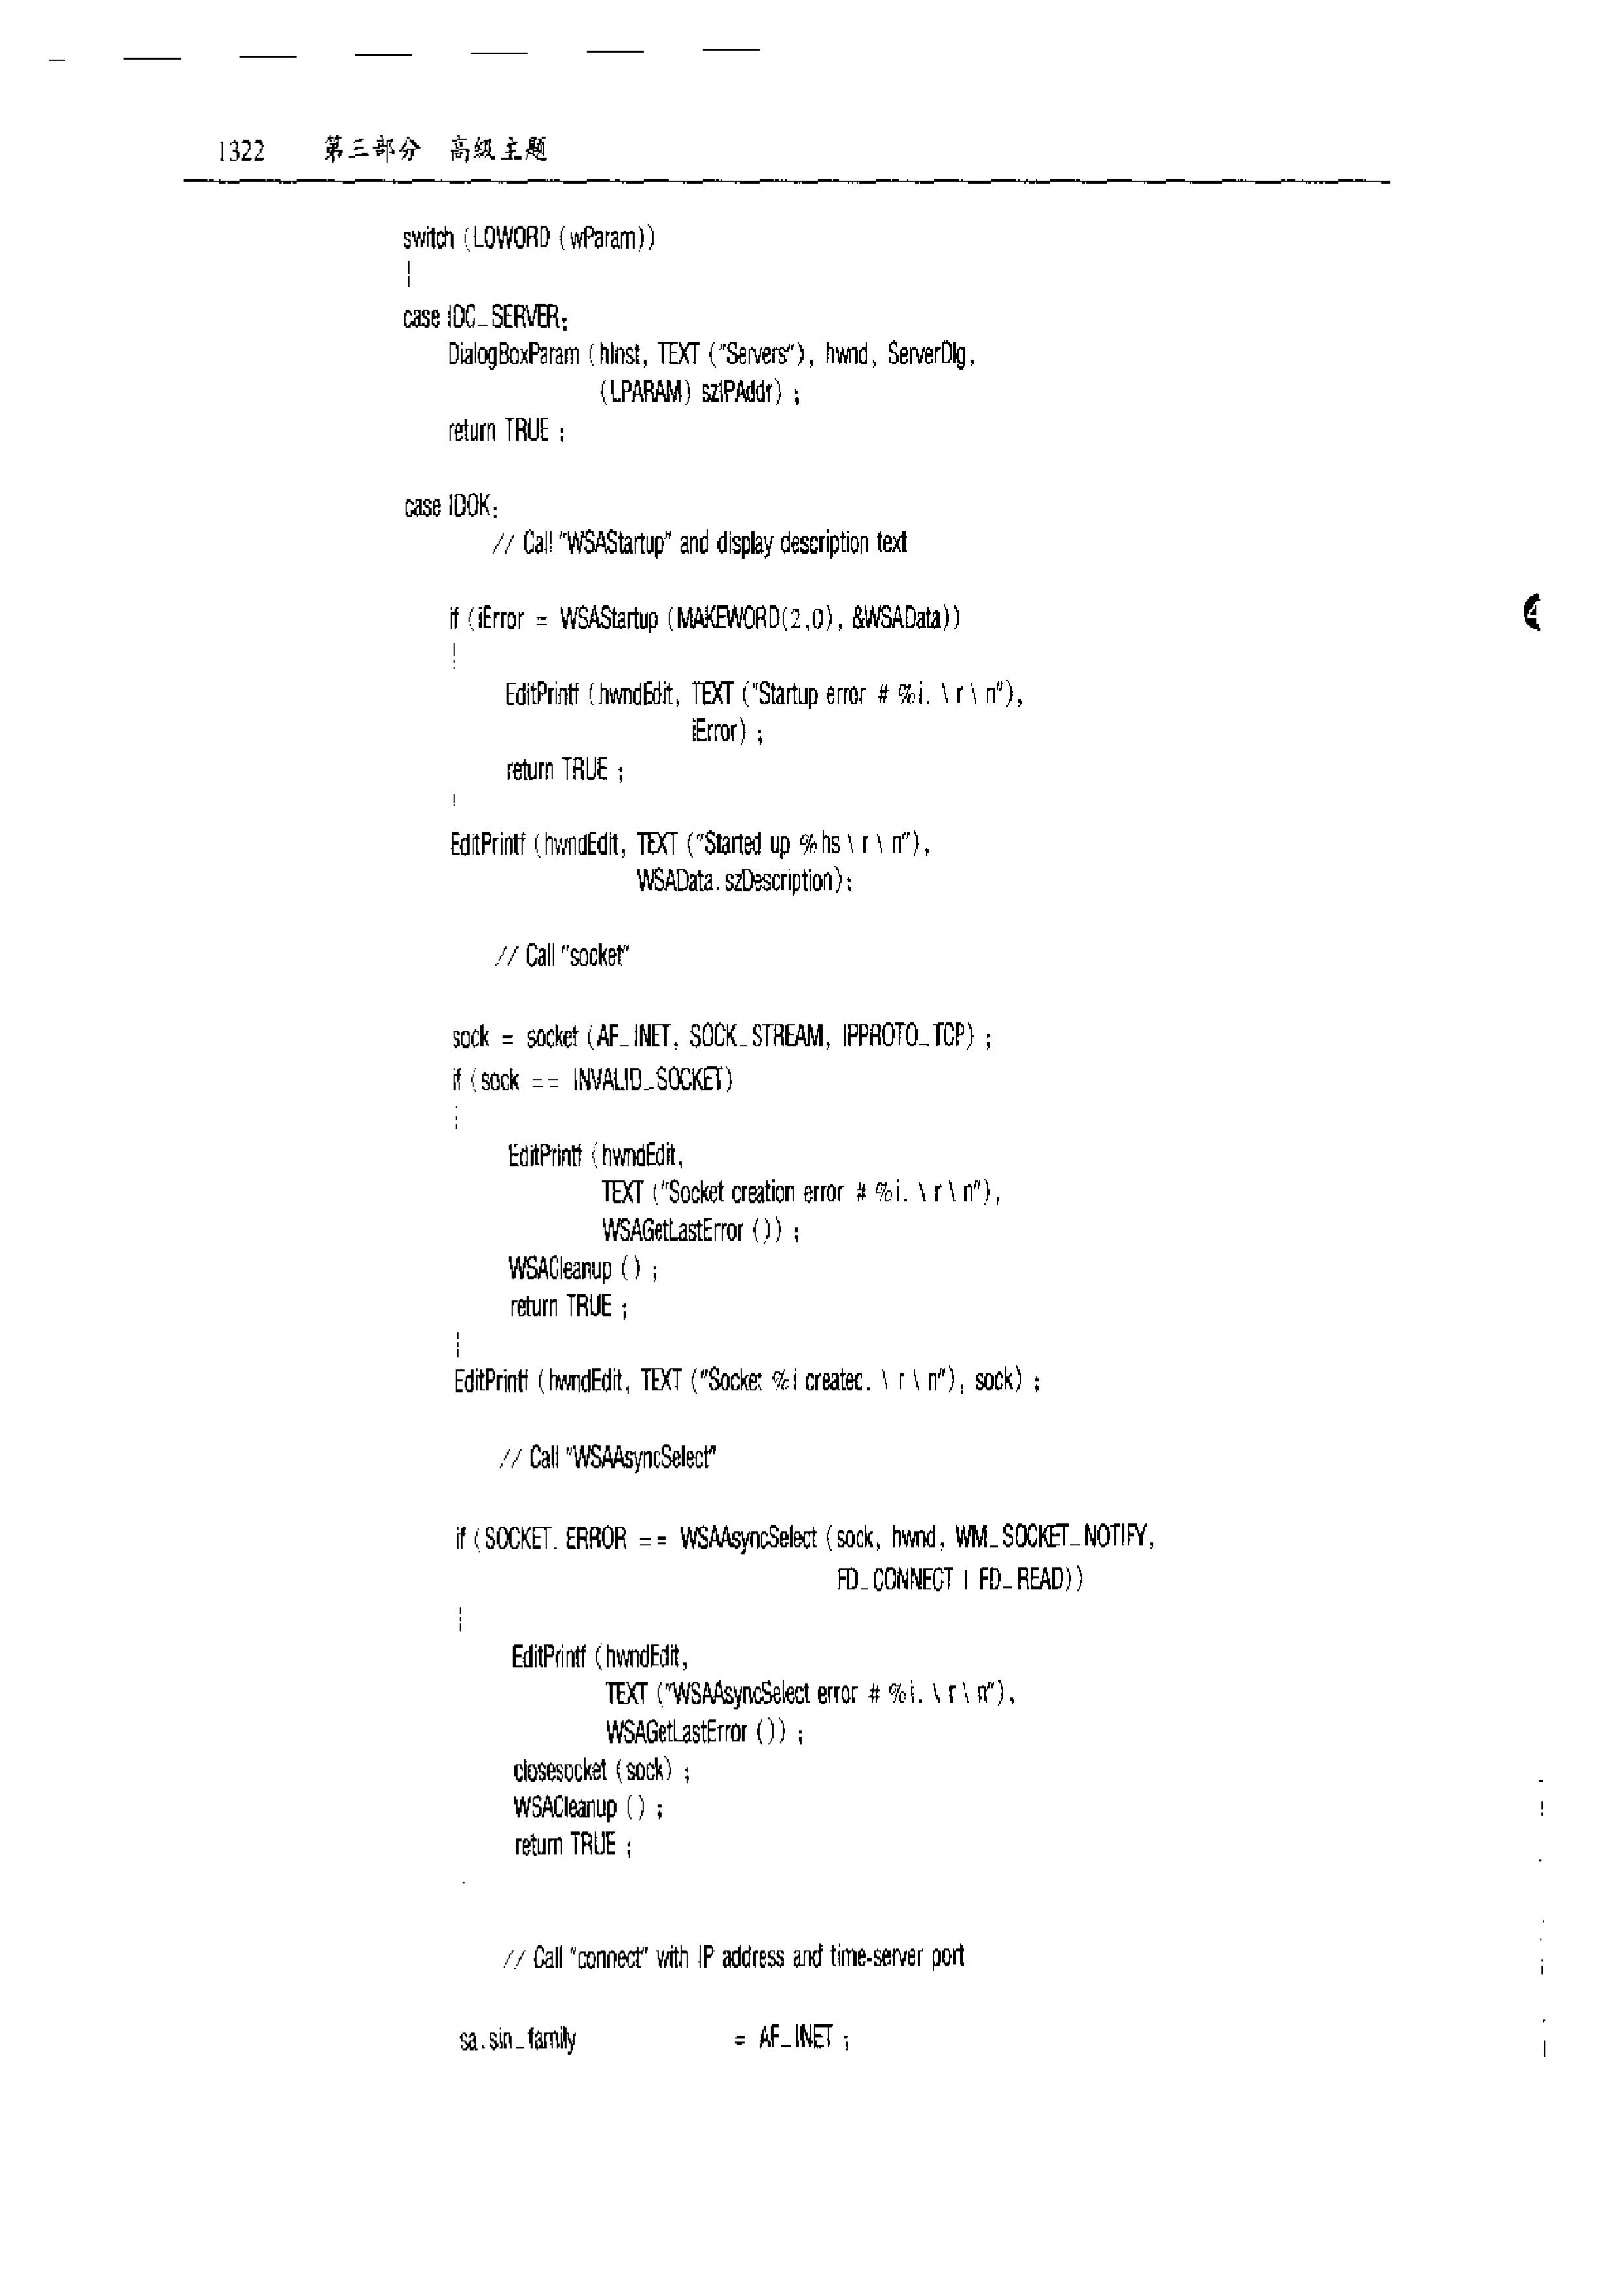 1322 第三部分 高级主题
switch (LOWORD (wParam))
{
case IDC_SERVER:
DialogBoxParam (hInst, TEXT ("Servers"), hwnd, ServerDlg,
(LPARAM) szIPAddr) ;
return TRUE ;
case IDOK:
// Call "WSAStartup" and display description text
if (iError = WSAStartup (MAKEWORD(2,0), &WSAData))
{
EditPrintf (hwndEdit, TEXT ("Startup error # %i. \ r \ n"),
iError) ;
return TRUE ;
}
EditPrintf (hwndEdit, TEXT ("Started up %hs \ r \ n"),
WSAData.szDescription);
// Call "socket"
sock = socket (AF_INET, SOCK_STREAM, IPPROTO_TCP) ;
if (sock == INVALID_SOCKET)
{
EditPrintf (hwndEdit,
TEXT ("Socket creation error # %i. \ r \ n"),
WSAGetLastError ()) ;
WSACleanup () ;
return TRUE ;
}
EditPrintf (hwndEdit, TEXT ("Socket %i created. \ r \ n"), sock) ;
// Call "WSAAsyncSelect"
if (SOCKET_ERROR == WSAAsyncSelect (sock, hwnd, WM_SOCKET_NOTIFY,
FD_CONNECT | FD_READ))
{
EditPrintf (hwndEdit,
TEXT ("WSAAsyncSelect error # %i. \ r \ n"),
WSAGetLastError ()) ;
closesocket (sock) ;
WSACleanup () ;
return TRUE ;
// Call "connect" with IP address and time-server port
sa.sin_family = AF_INET ;